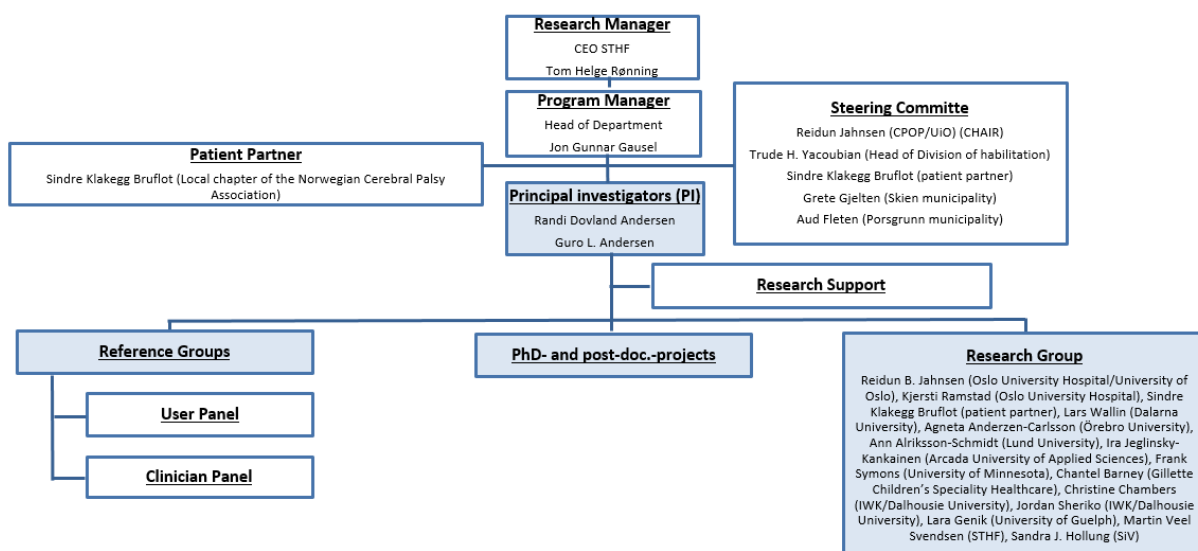 Research Manager
CEO STHF
Tom Helge Rønning
Program Manager
Head of Department
Jon Gunnar Gausel
Steering Committe
Reidun Jahnsen (CPOP/UiO) (CHAIR)
Trude H. Yacoubian (Head of Division of habilitation)
Sindre Klakegg Bruflot (patient partner)
Grete Gjelten (Skien municipality)
Aud Fleten (Porsgrunn municipality)
Patient Partner
Sindre Klakegg Bruflot (Local chapter of the Norwegian Cerebral Palsy
Association)
Principal investigators (PI)
Randi Dovland Andersen
Guro L. Andersen
Research Support
Reference Groups
User Panel
Clinician Panel
PhD- and post-doc.-projects
Research Group
Reidun B. Jahnsen (Oslo University Hospital/University of
Oslo), Kjersti Ramstad (Oslo University Hospital), Sindre
Klakegg Bruflot (patient partner), Lars Wallin (Dalarna
University), Agneta Anderzen-Carlsson (Örebro University),
Ann Alriksson-Schmidt (Lund University), Ira Jeglinsky-
Kankainen (Arcada University of Applied Sciences), Frank
Symons (University of Minnesota), Chantel Barney (Gillette
Children's Speciality Healthcare), Christine Chambers
(IWK/Dalhousie University), Jordan Sheriko (IWK/Dalhousie
University), Lara Genik (University of Guelph), Martin Veel
Svendsen (STHF), Sandra J. Hollung (SiV)